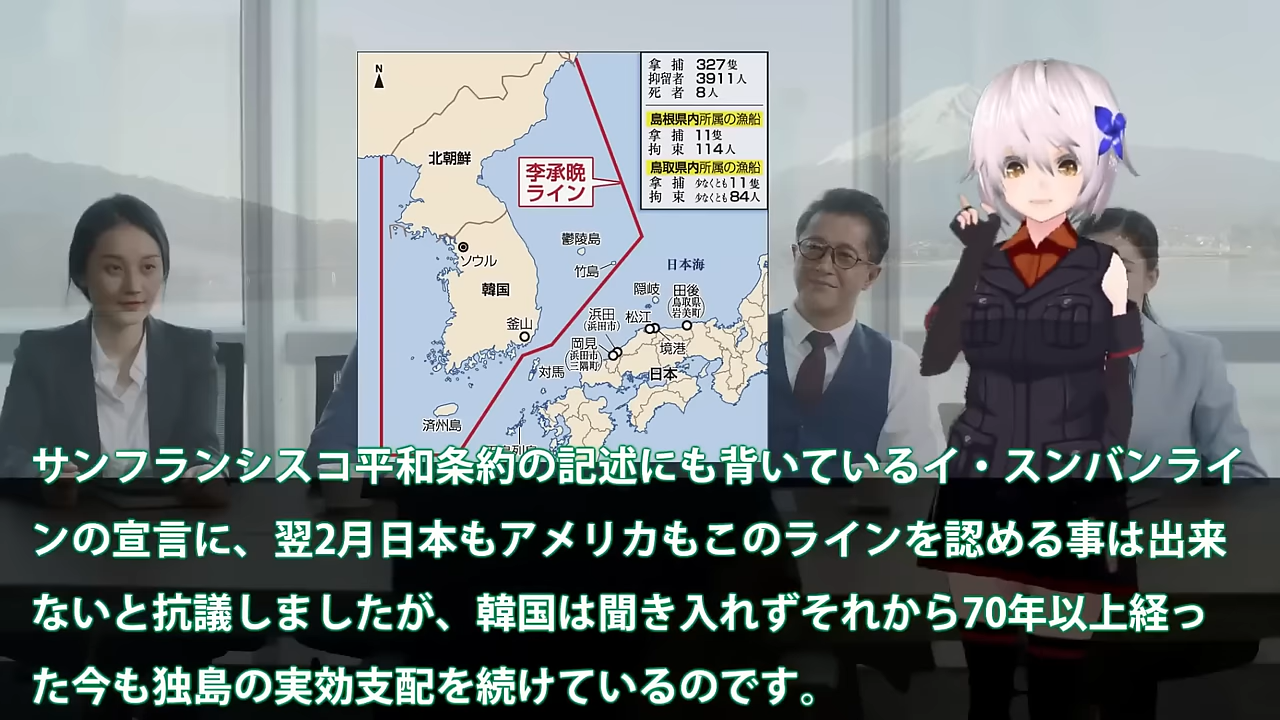 N
北朝鮮
ソウル
韓国
釜山
済州島
李承晩
ライン
鬱陵島
竹島
日本海
隠岐
田後
(鳥取県
岩美町)
浜田
(浜田市)
松江
岡見
(浜田市
三隅町)
境港
対馬
日本
拿捕 327隻
抑留者 3911人
死者 8人
島根県内所属の漁船
拿捕 11隻
拘束 114人
鳥取県内所属の漁船
拿捕 少なくとも11隻
拘束 少なくとも84人
サンフランシスコ平和条約の記述にも背いているイ・スンバンライ
ンの宣言に、翌2月日本もアメリカもこのラインを認める事は出来
ないと抗議しましたが、韓国は聞き入れずそれから70年以上経っ
た今も独島の実効支配を続けているのです。